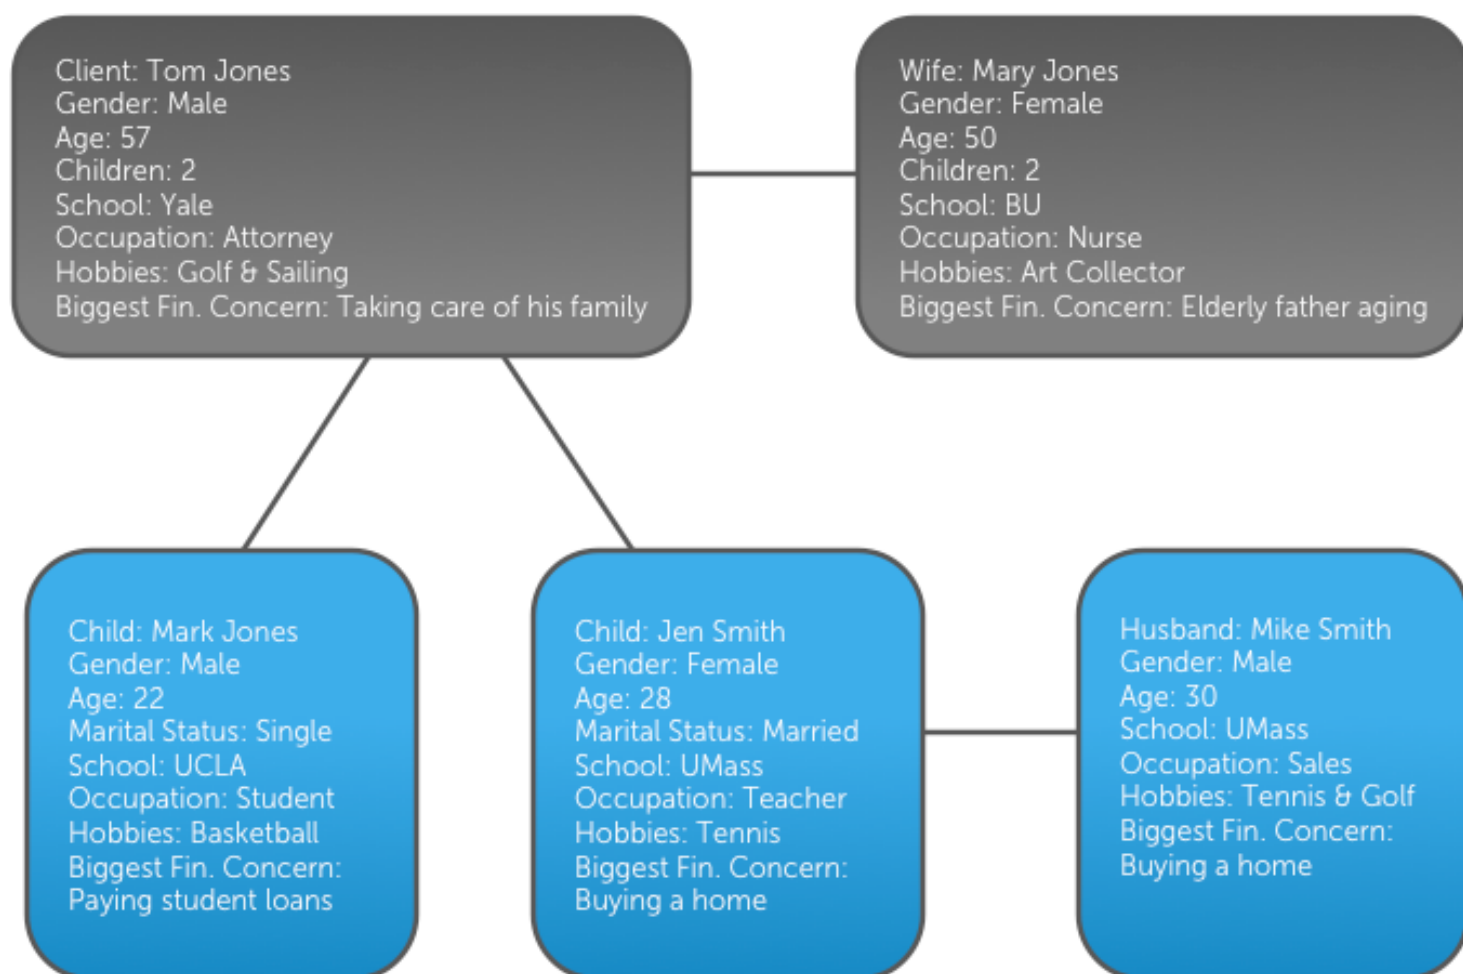 Client: Tom Jones
Gender: Male
Age: 57
Children: 2
School: Yale
Occupation: Attorney
Hobbies: Golf & Sailing
Biggest Fin. Concern: Taking care of his family
Wife: Mary Jones
Gender: Female
Age: 50
Children: 2
School: BU
Occupation: Nurse
Hobbies: Art Collector
Biggest Fin. Concern: Elderly father aging
Child: Mark Jones
Gender: Male
Age: 22
Marital Status: Single
School: UCLA
Occupation: Student
Hobbies: Basketball
Biggest Fin. Concern:
Paying student loans
Child: Jen Smith
Gender: Female
Age: 28
Marital Status: Married
School: UMass
Occupation: Teacher
Hobbies: Tennis
Biggest Fin. Concern:
Buying a home
Husband: Mike Smith
Gender: Male
Age: 30
School: UMass
Occupation: Sales
Hobbies: Tennis & Golf
Biggest Fin. Concern:
Buying a home